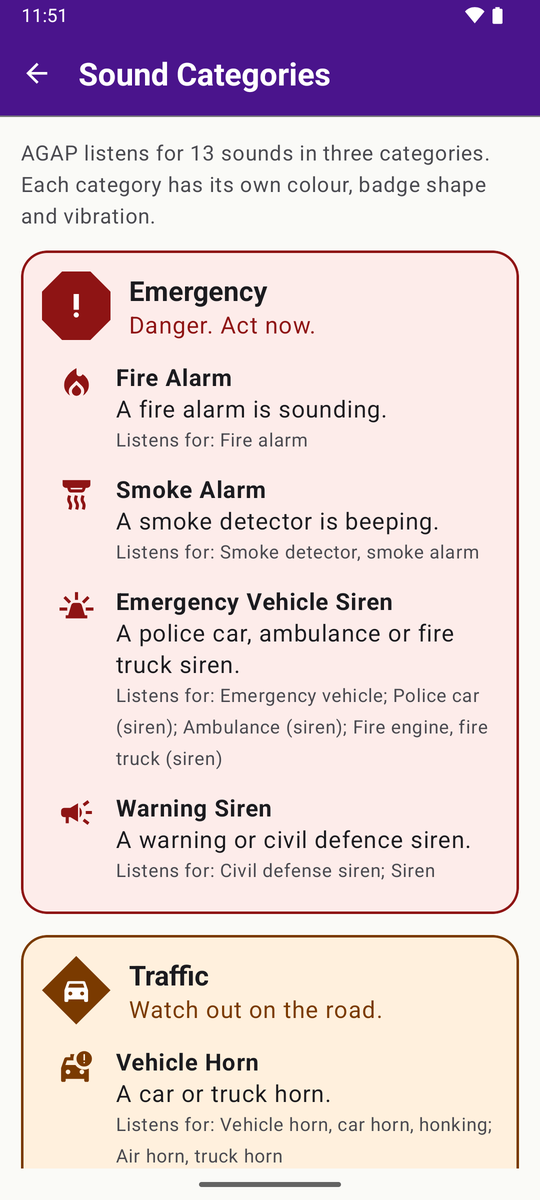 11:51
Sound Categories
AGAP listens for 13 sounds in three categories.
Each category has its own colour, badge shape
and vibration.
Emergency
Danger. Act now.
Fire Alarm
A fire alarm is sounding.
Listens for: Fire alarm
Smoke Alarm
A smoke detector is beeping.
Listens for: Smoke detector, smoke alarm
Emergency Vehicle Siren
A police car, ambulance or fire
truck siren.
Listens for: Emergency vehicle; Police car
(siren); Ambulance (siren); Fire engine, fire
truck (siren)
Warning Siren
A warning or civil defence siren.
Listens for: Civil defense siren; Siren
Traffic
Watch out on the road.
Vehicle Horn
A car or truck horn.
Listens for: Vehicle horn, car horn, honking;
Air horn, truck horn